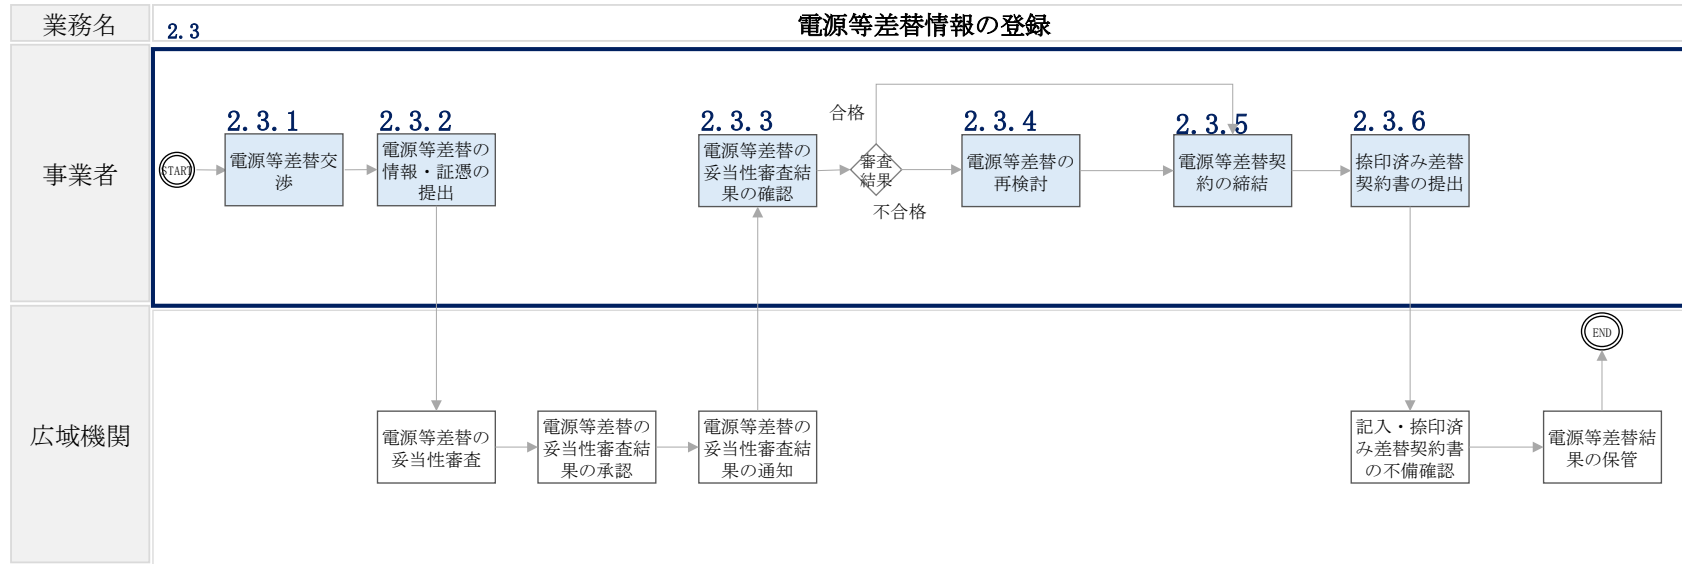 業務名
2.3
電源等差替情報の登録
事業者
START
2.3.1
電源等差替交
渉
2.3.2
電源等差替の
情報・証憑の
提出
2.3.3
電源等差替の
妥当性審査結
果の確認
合格
審査
結果
不合格
2.3.4
電源等差替の
再検討
2.3.5
電源等差替契
約の締結
2.3.6
捺印済み差替
契約書の提出
広域機関
電源等差替の
妥当性審査
電源等差替の
妥当性審査結
果の承認
電源等差替の
妥当性審査結
果の通知
記入・捺印済
み差替契約書
の不備確認
電源等差替結
果の保管
END